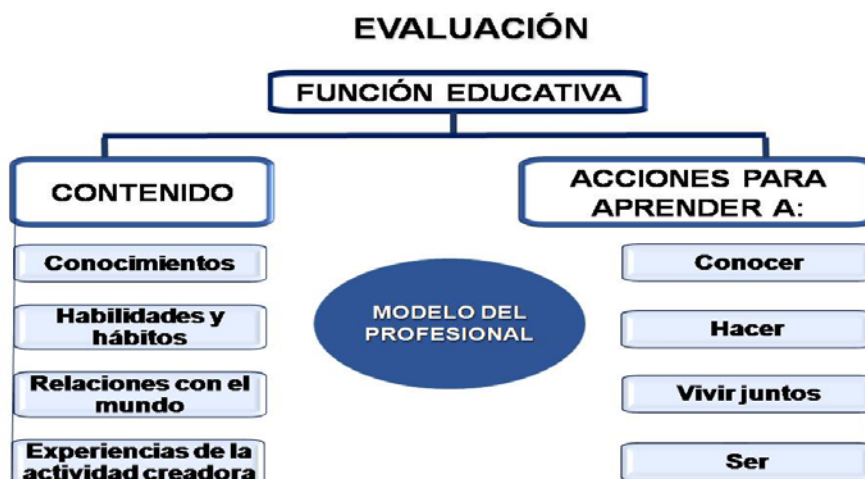 EVALUACIÓN
FUNCIÓN EDUCATIVA
CONTENIDO
Conocimientos
Habilidades y
hábitos
Relaciones con el
mundo
Experiencias de la
actividad creadora
MODELO DEL
PROFESIONAL
ACCIONES PARA
APRENDER A:
Conocer
Hacer
Vivir juntos
Ser